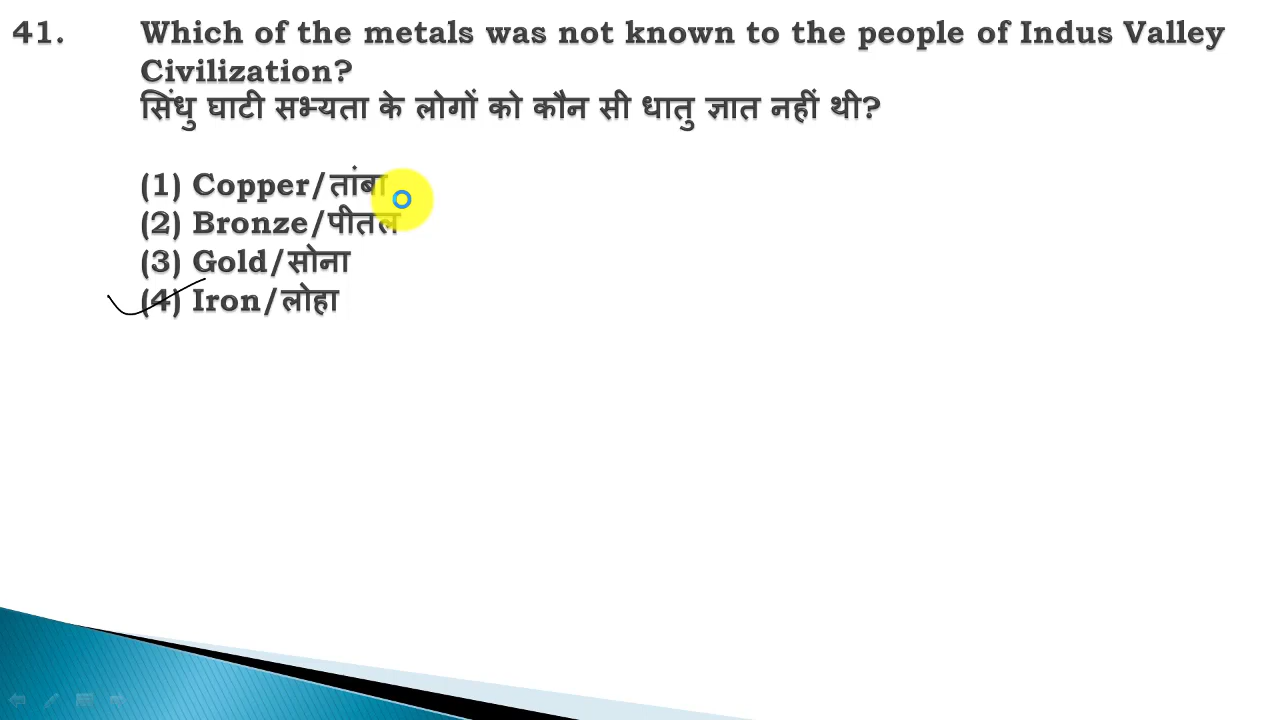 41. Which of the metals was not known to the people of Indus Valley
Civilization?
सिंधु घाटी सभ्यता के लोगों को कौन सी धातु ज्ञात नहीं थी?
(1) Copper/तांबा
(2) Bronze/पीतल
(3) Gold/सोना
(4) Iron/लोहा